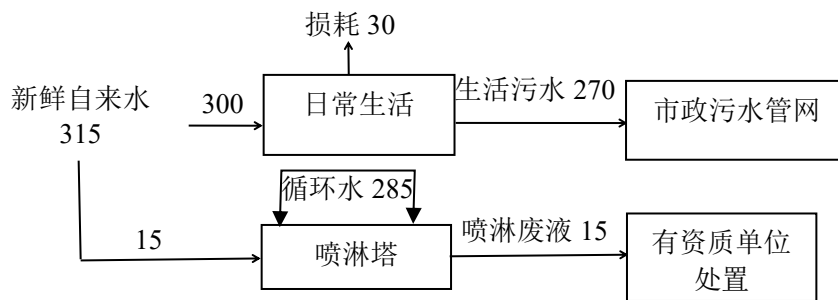 损耗 30
新鲜自来水
315
300
日常生活
生活污水 270
市政污水管网
循环水 285
15
喷淋塔
喷淋废液 15
有资质单位
处置